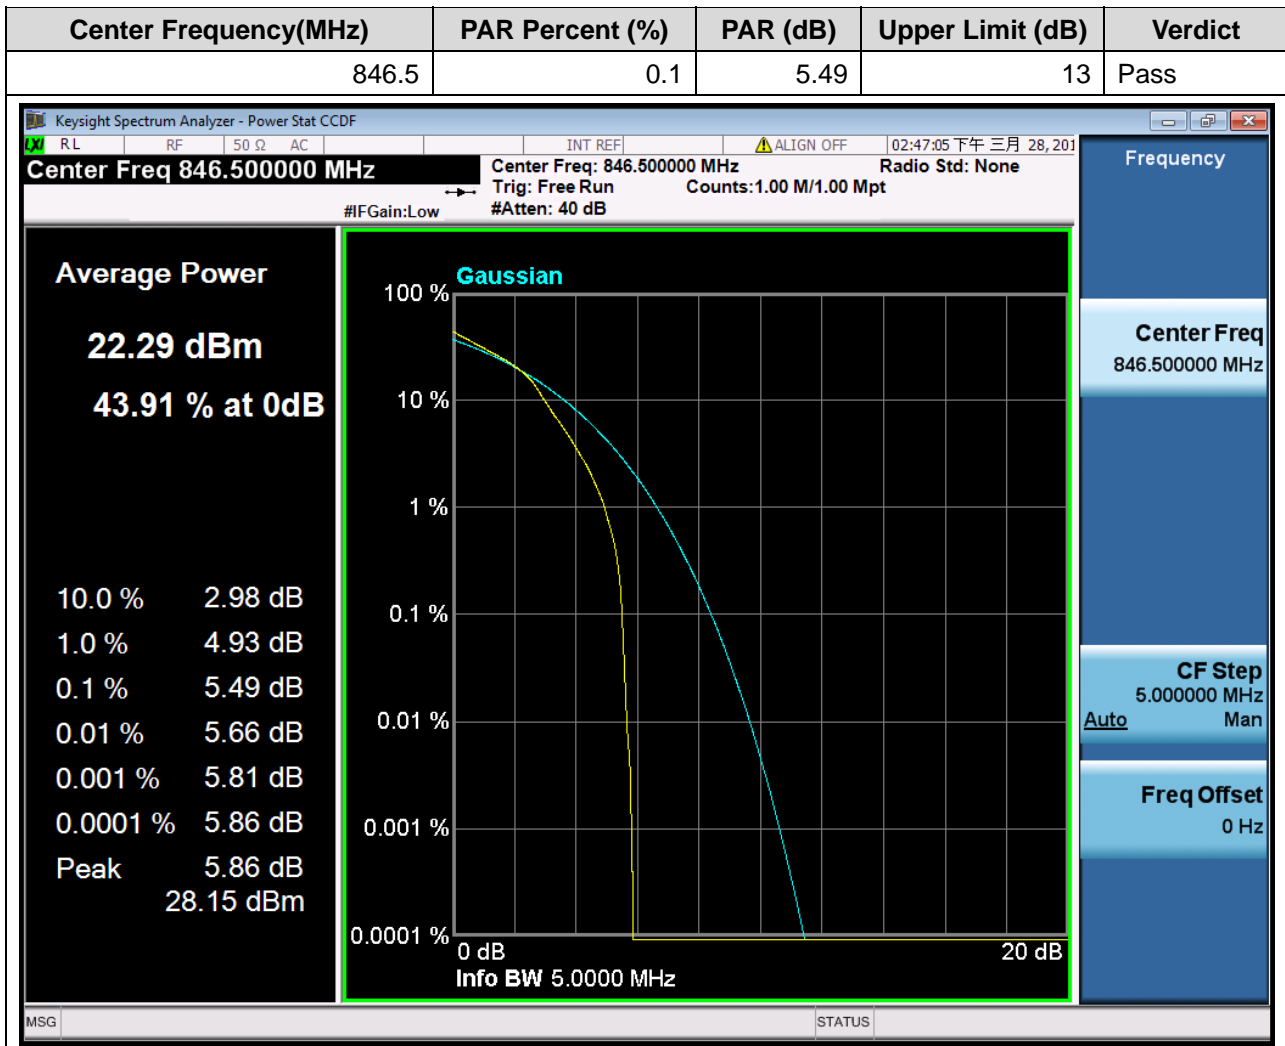 Center Frequency(MHz) PAR Percent (%) PAR (dB) Upper Limit (dB) Verdict
846.5 0.1 5.49 13 Pass
Keysight Spectrum Analyzer - Power Stat CCDF
LXI RL RF 50 Ω AC INT REF ALIGN OFF 02:47:05 下午 三月 28, 201
Center Freq 846.500000 MHz
Center Freq: 846.500000 MHz Radio Std: None
Trig: Free Run Counts:1.00 M/1.00 Mpt
#IFGain:Low #Atten: 40 dB
Average Power
22.29 dBm
43.91 % at 0dB
10.0 % 2.98 dB
1.0 % 4.93 dB
0.1 % 5.49 dB
0.01 % 5.66 dB
0.001 % 5.81 dB
0.0001 % 5.86 dB
Peak 5.86 dB
28.15 dBm
Gaussian
100 %
10 %
1 %
0.1 %
0.01 %
0.001 %
0.0001 %
0 dB 20 dB
Info BW 5.0000 MHz
Frequency
Center Freq
846.500000 MHz
CF Step
5.000000 MHz
Auto Man
Freq Offset
0 Hz
MSG STATUS